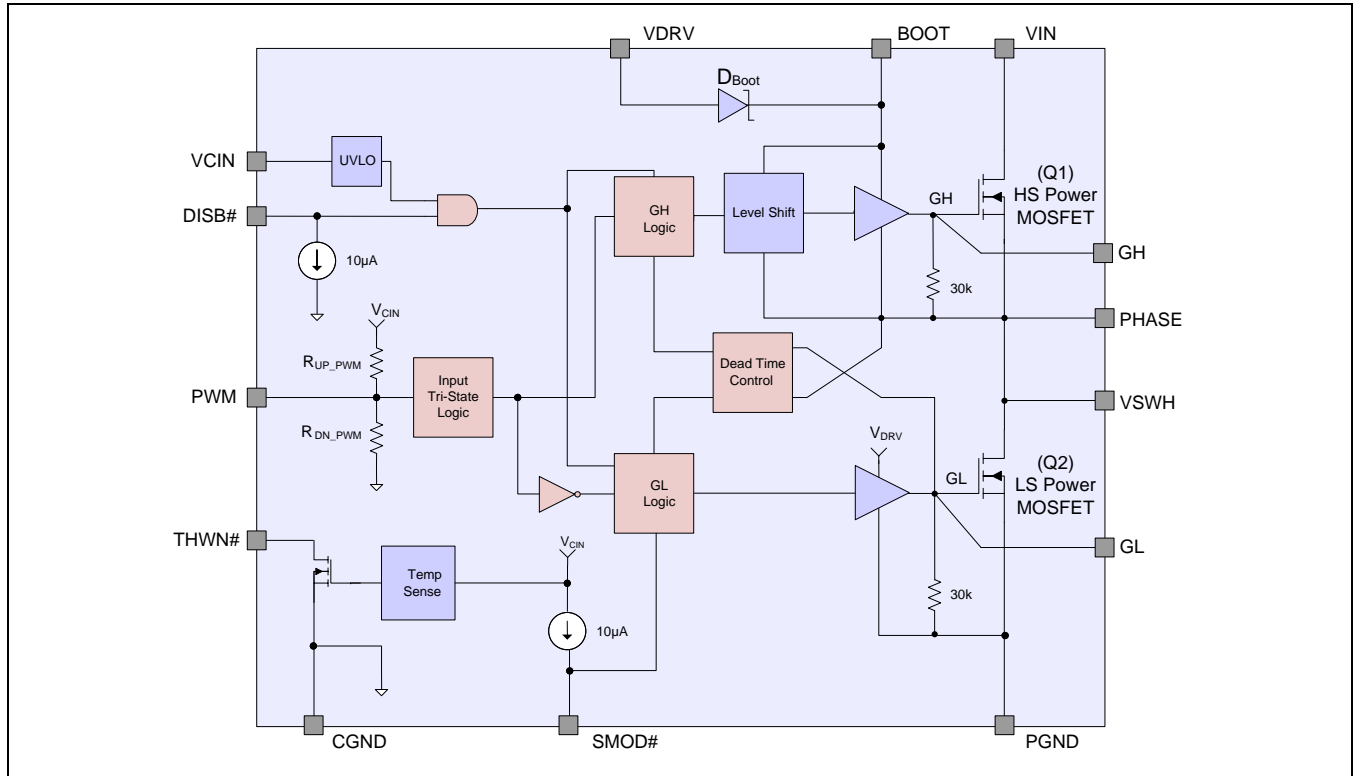 VDRV
BOOT
VIN
DBoot
VCIN
UVLO
DISB#
10µA
GH
Logic
Level Shift
GH
(Q1)
HS Power
MOSFET
GH
30k
PHASE
VCIN
RUP_PWM
PWM
RDN_PWM
Input
Tri-State
Logic
Dead Time
Control
VSWH
VDRV
GL
Logic
GL
(Q2)
LS Power
MOSFET
GL
THWN#
Temp
Sense
VCIN
10µA
30k
CGND
SMOD#
PGND